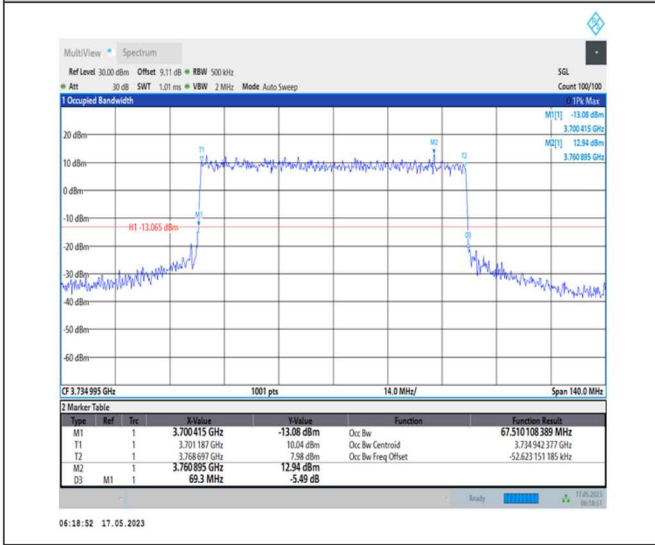 MultiView Spectrum
Ref Level 30.00 dBm Offset 9.11 dB RBW 500 kHz SGL
Att 30 dB SWT 1.01 ms VBW 2 MHz Mode Auto Sweep Count 100/100
1 Occupied Bandwidth 1Pk Max
M1[1] -13.08 dBm
3.700 415 GHz
M2[1] 12.94 dBm
3.760 895 GHz
20 dBm
M2
T1
T2
10 dBm
0 dBm
M1
-10 dBm
H1 -13.065 dBm
D3
-20 dBm
-30 dBm
-40 dBm
-50 dBm
-60 dBm
CF 3.734 995 GHz 1001 pts 14.0 MHz/ Span 140.0 MHz
2 Marker Table
Type Ref Trc X-Value Y-Value Function Function Result
M1 1 3.700 415 GHz -13.08 dBm Occ Bw 67.510 108 389 MHz
T1 1 3.701 187 GHz 10.04 dBm Occ Bw Centroid 3.734 942 377 GHz
T2 1 3.768 697 GHz 7.98 dBm Occ Bw Freq Offset -52.623 151 185 kHz
M2 1 3.760 895 GHz 12.94 dBm
D3 M1 1 69.3 MHz -5.49 dB
Ready 17.05.2023
06:18:51
06:18:52 17.05.2023